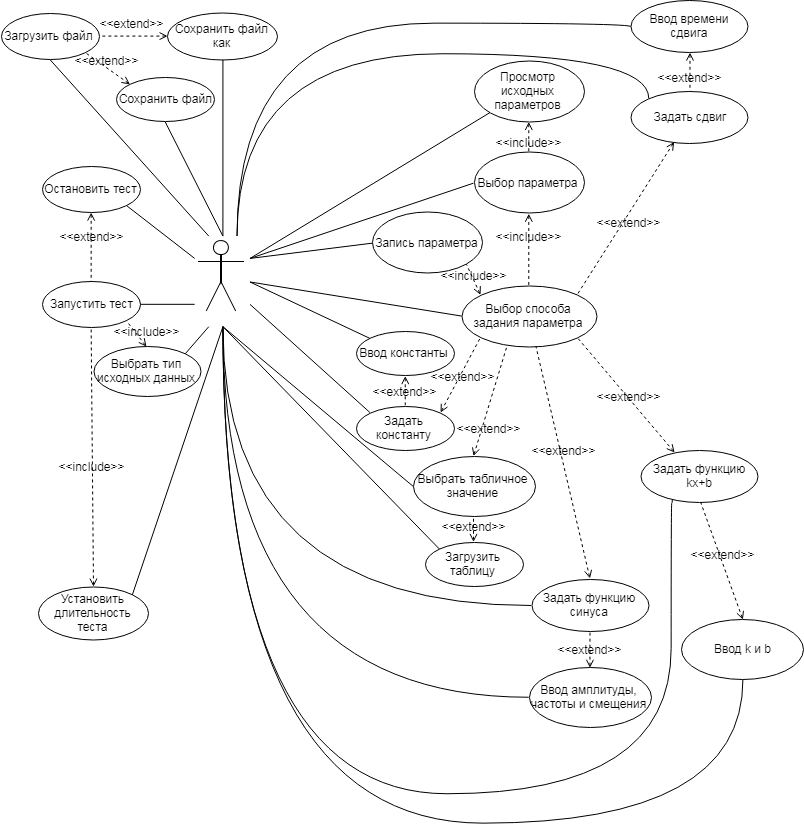 Загрузить файл
<<extend>>
Сохранить файл
как
<<extend>>
Сохранить файл
Ввод времени
сдвига
<<extend>>
Задать сдвиг
Просмотр
исходных
параметров
<<include>>
Выбор параметра
Остановить тест
<<extend>>
Запись параметра
<<include>>
<<extend>>
<<include>>
Запустить тест
<<include>>
Выбрать тип
исходных данных
Выбор способа
задания параметра
Ввод константы
<<extend>>
<<extend>>
Задать
константу
<<extend>>
<<extend>>
<<extend>>
<<include>>
Выбрать табличное
значение
Задать функцию
kx+b
<<extend>>
Загрузить
таблицу
<<extend>>
Установить
длительность
теста
Задать функцию
синуса
<<extend>>
Ввод k и b
Ввод амплитуды,
частоты и смещения